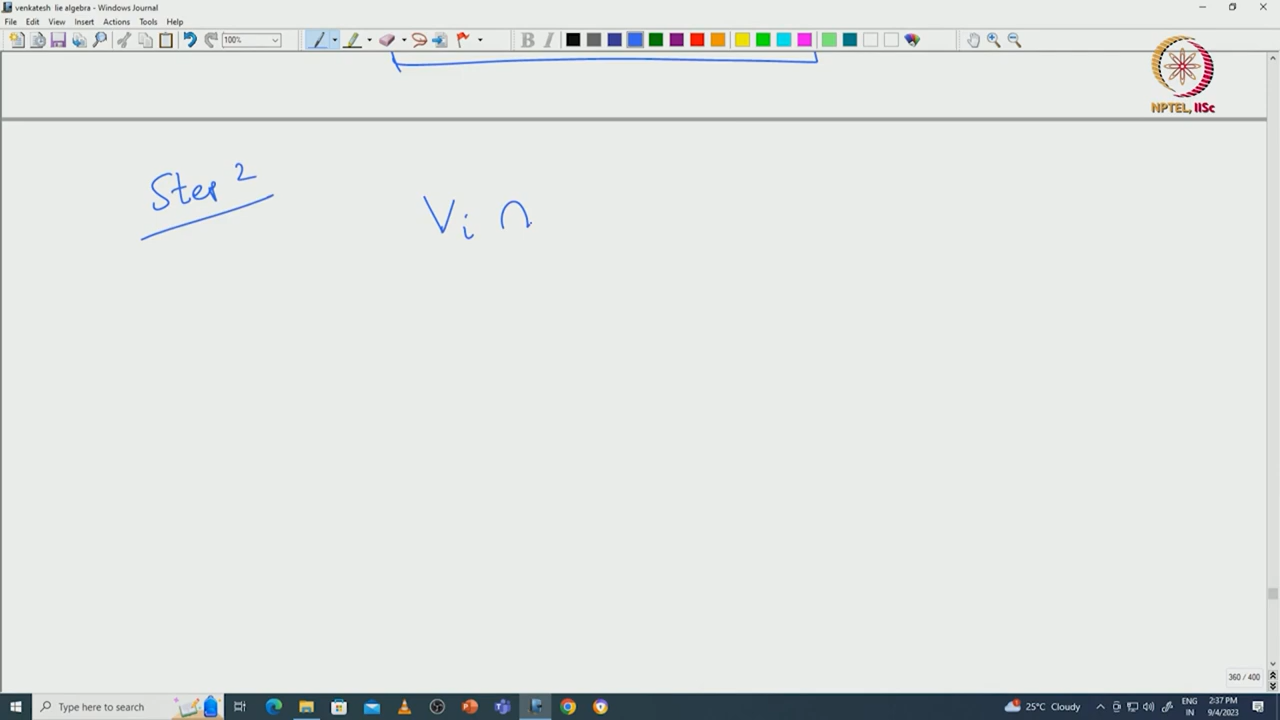 venkatesh lie algebra - Windows Journal
File Edit View Insert Actions Tools Help
100%
B I
NPTEL, IISc
Step 2
Vi ∩
360 / 400
Type here to search
25°C Cloudy
ENG
IN
2:37 PM
9/4/2023